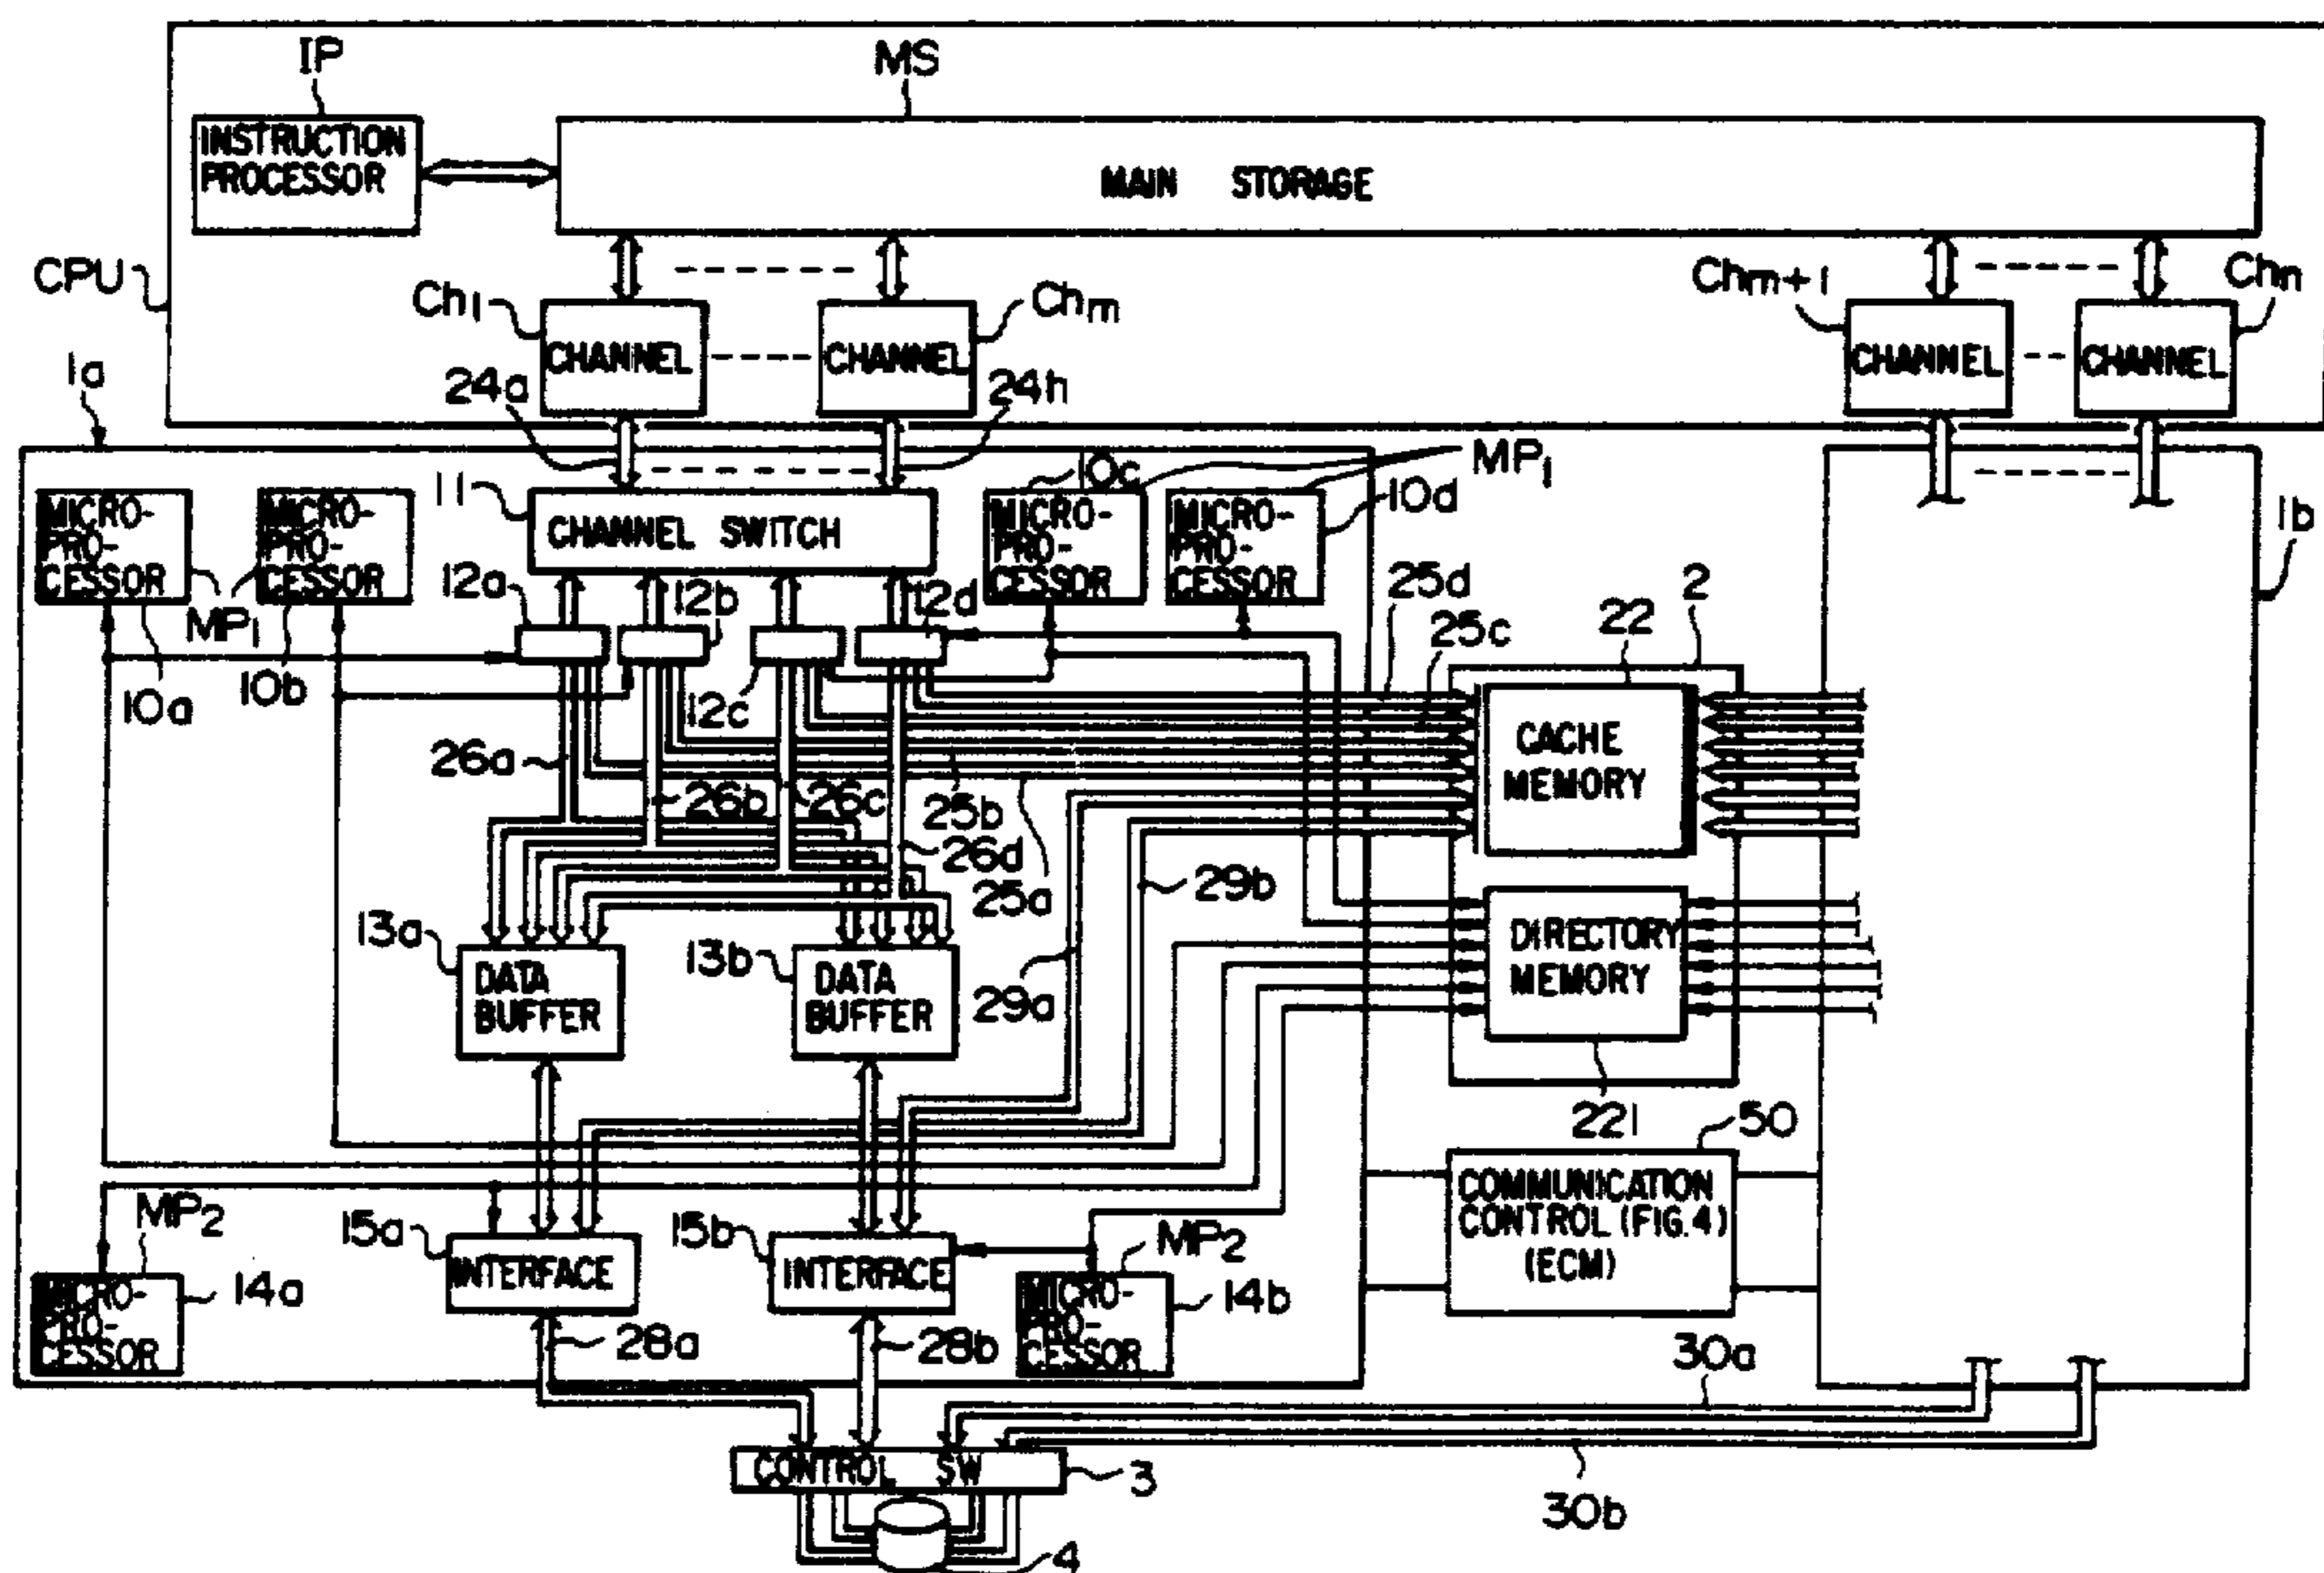 IP
MS
INSTRUCTION
PROCESSOR
MAIN STORAGE
CPU
Ch1
Chm
Chm+1
Chn
CHANNEL
CHANNEL
CHANNEL
CHANNEL
1a
24a
24h
10c
MP1
10d
11
MICRO-
PRO-
CESSOR
MICRO-
PRO-
CESSOR
CHANNEL SWITCH
MICRO-
PRO-
CESSOR
MICRO-
PRO-
CESSOR
1b
12a
12b
12d
25d
2
MP1
25c
22
10a
10b
12c
CACHE
MEMORY
26a
26b
26c
25b
26d
25a
29b
13a
13b
DATA
BUFFER
DATA
BUFFER
29a
DIRECTORY
MEMORY
221
50
COMMUNICATION
CONTROL (FIG.4)
(ECM)
MP2
15a
15b
MP2
INTERFACE
INTERFACE
MICRO-
PRO-
CESSOR
14a
MICRO-
PRO-
CESSOR
14b
28a
28b
30a
CONTROL SW
3
30b
4